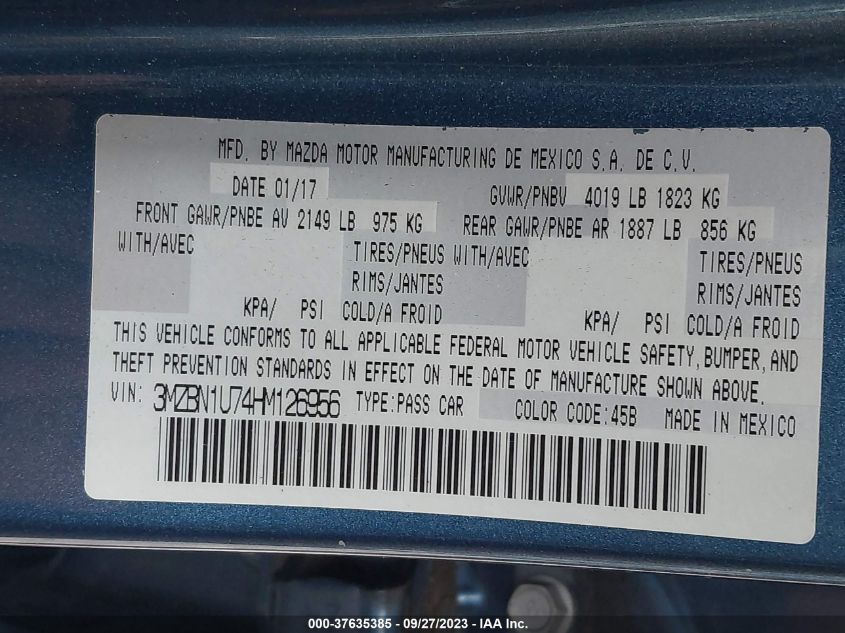 MFD. BY MAZDA MOTOR MANUFACTURING DE MEXICO S.A. DE C.V.
DATE 01/17 GVWR/PNBV 4019 LB 1823 KG
FRONT GAWR/PNBE AV 2149 LB 975 KG REAR GAWR/PNBE AR 1887 LB 856 KG
WITH/AVEC TIRES/PNEUS WITH/AVEC TIRES/PNEUS
RIMS/JANTES RIMS/JANTES
KPA/ PSI COLD/A FROID KPA/ PSI COLD/A FROID
THIS VEHICLE CONFORMS TO ALL APPLICABLE FEDERAL MOTOR VEHICLE SAFETY, BUMPER, AND
THEFT PREVENTION STANDARDS IN EFFECT ON THE DATE OF MANUFACTURE SHOWN ABOVE.
VIN: 3MZBN1U74HM126956 TYPE:PASS CAR COLOR CODE:45B MADE IN MEXICO
000-37635385 - 09/27/2023 - © IAA Inc.